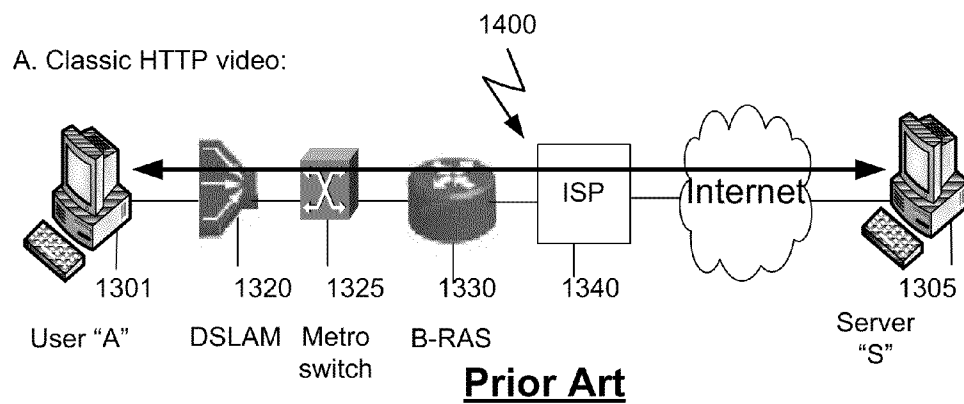 1400
A. Classic HTTP video:
ISP
Internet
1301
1320
1325
1330
1340
1305
User “A”
DSLAM
Metro
switch
B-RAS
Server
“S”
Prior Art